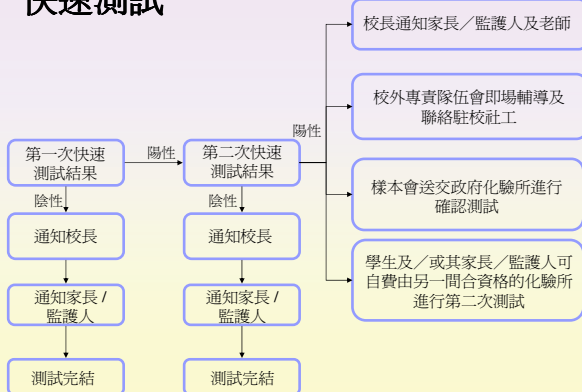 快速測試
校長通知家長／監護人及老師
校外專責隊伍會即場輔導及
聯絡駐校社工
陽性
第一次快速
測試結果
陽性
第二次快速
測試結果
樣本會送交政府化驗所進行
確認測試
陰性
陰性
通知校長
通知校長
學生及／或其家長／監護人可
自費由另一間合資格的化驗所
進行第二次測試
通知家長 /
監護人
通知家長 /
監護人
測試完結
測試完結